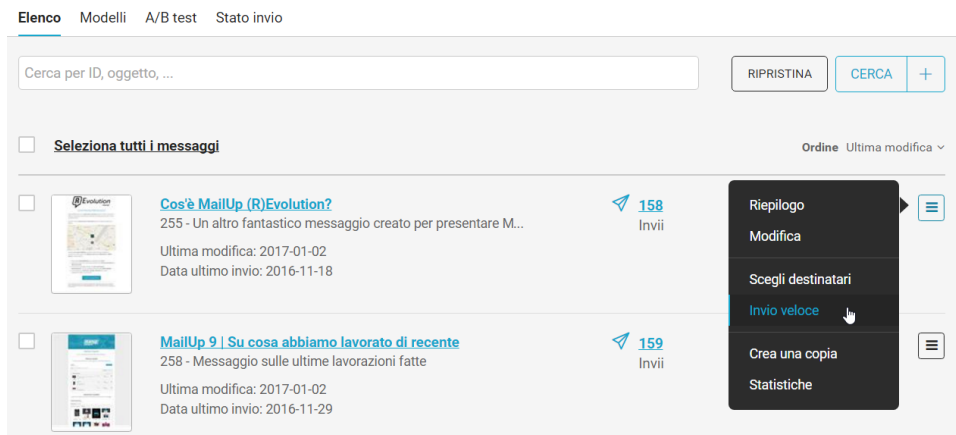 Elenco Modelli A/B test Stato invio
Cerca per ID, oggetto, ...
RIPRISTINA CERCA +
Seleziona tutti i messaggi
Ordine Ultima modifica
(R)Evolution
Cos'è MailUp (R)Evolution?
255 - Un altro fantastico messaggio creato per presentare M...
Ultima modifica: 2017-01-02
Data ultimo invio: 2016-11-18
158
Invii
Riepilogo
Modifica
Scegli destinatari
Invio veloce
Crea una copia
Statistiche
MailUp 9 | Su cosa abbiamo lavorato di recente
258 - Messaggio sulle ultime lavorazioni fatte
Ultima modifica: 2017-01-02
Data ultimo invio: 2016-11-29
159
Invii